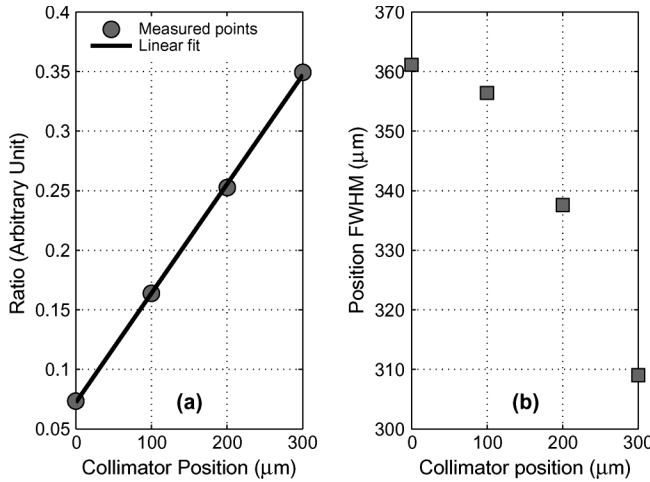 0.4
0.35
0.3
0.25
0.2
0.15
0.1
0.05
Ratio (Arbitrary Unit)
Measured points
Linear fit
(a)
0 100 200 300
Collimator Position (μm)
370
360
350
340
330
320
310
300
Position FWHM (μm)
(b)
0 100 200 300
Collimator position (μm)